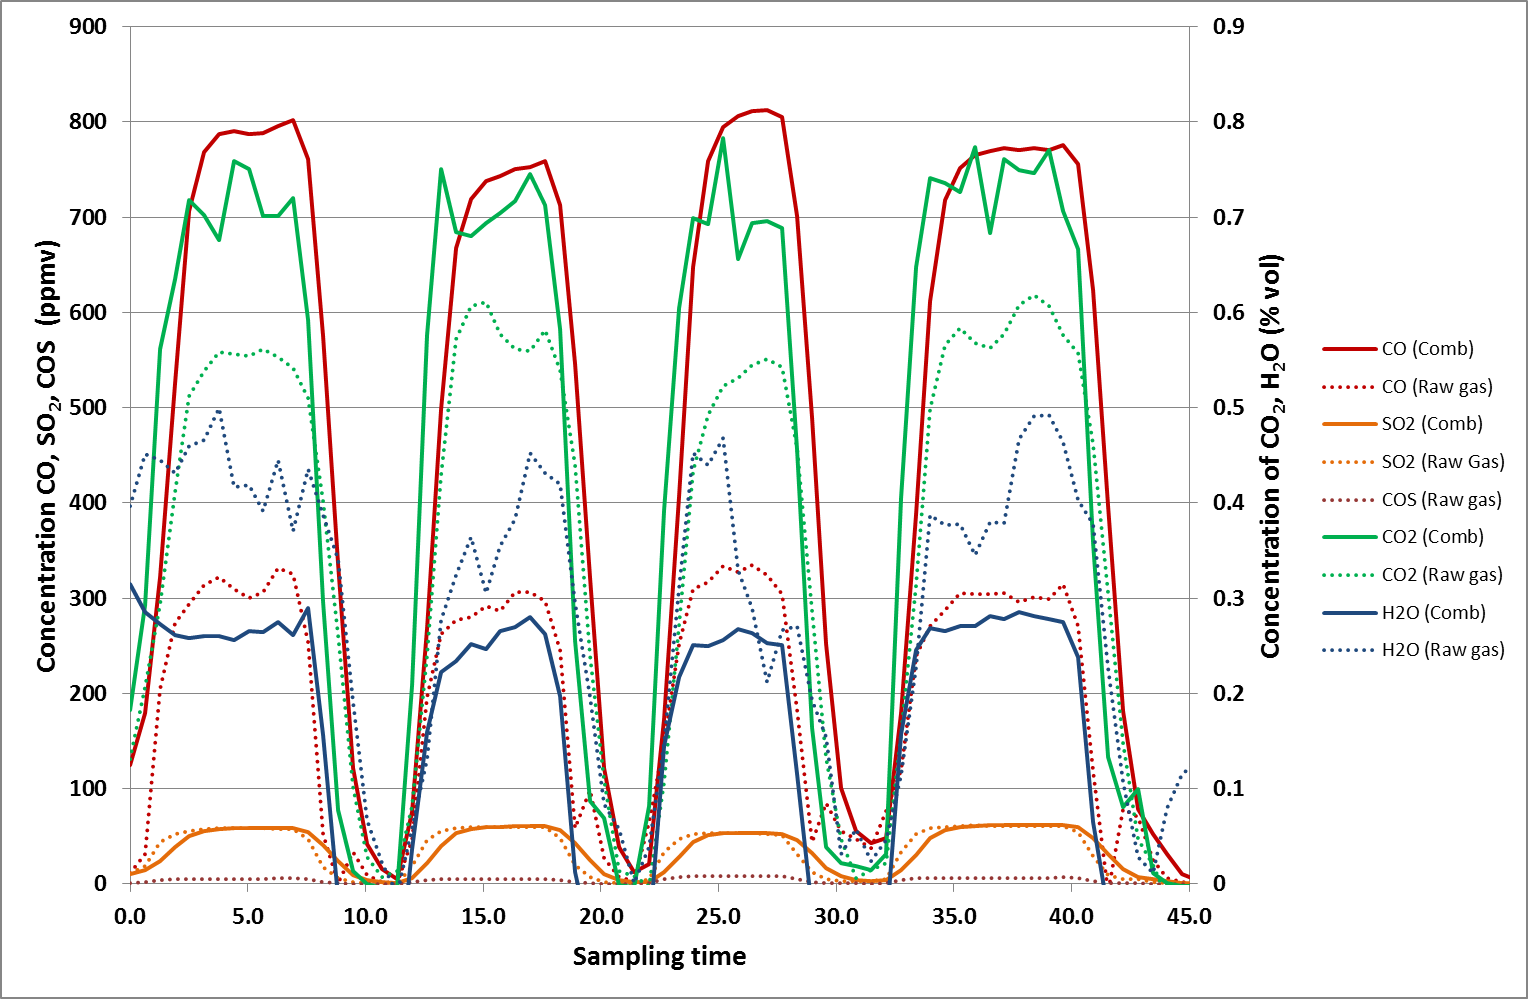 900
800
700
600
500
400
300
200
100
0
Concentration CO, SO2, COS (ppmv)
0.9
0.8
0.7
0.6
0.5
0.4
0.3
0.2
0.1
0
Concentration of CO2, H2O (% vol)
0.0 5.0 10.0 15.0 20.0 25.0 30.0 35.0 40.0 45.0
Sampling time
CO (Comb)
CO (Raw gas)
SO2 (Comb)
SO2 (Raw Gas)
COS (Raw gas)
CO2 (Comb)
CO2 (Raw gas)
H2O (Comb)
H2O (Raw gas)